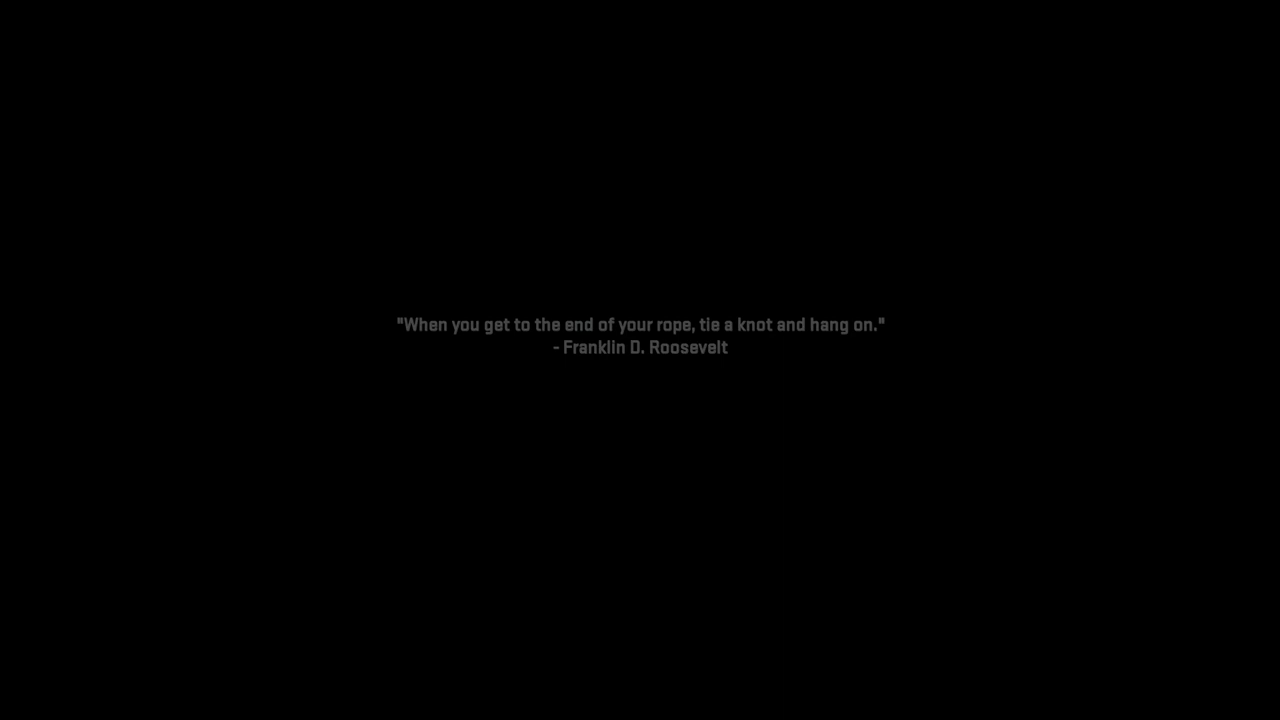 "When you get to the end of your rope, tie a knot and hang on."
- Franklin D. Roosevelt